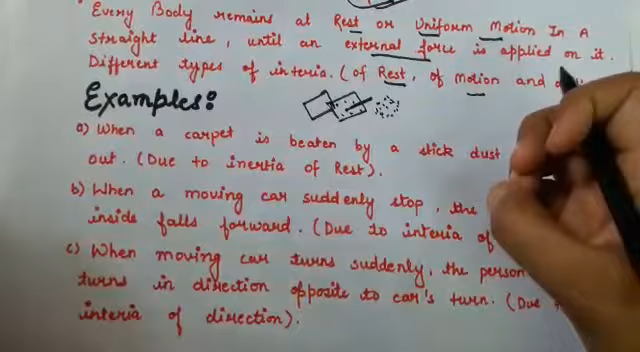 Every Body remains at Rest or Uniform Motion In A
straight line, until an external force is applied on it.
Different types of interia. (of Rest, of Motion and
Examples:
a) When a carpet is beaten by a stick dust
out. (Due to inertia of Rest).
b) When a moving car suddenly stop, the
inside falls forward. (Due to interia of
c) When moving car turns suddenly, the person
turns in direction opposite to car's turn. (Due
interia of direction).